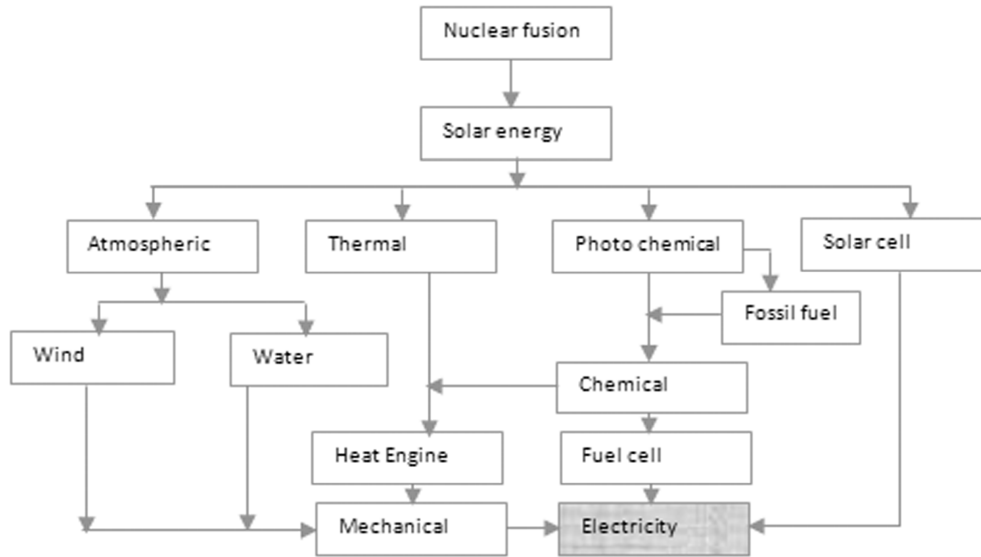 Nuclear fusion
Solar energy
Atmospheric
Thermal
Photo chemical
Solar cell
Fossil fuel
Wind
Water
Chemical
Heat Engine
Fuel cell
Mechanical
Electricity